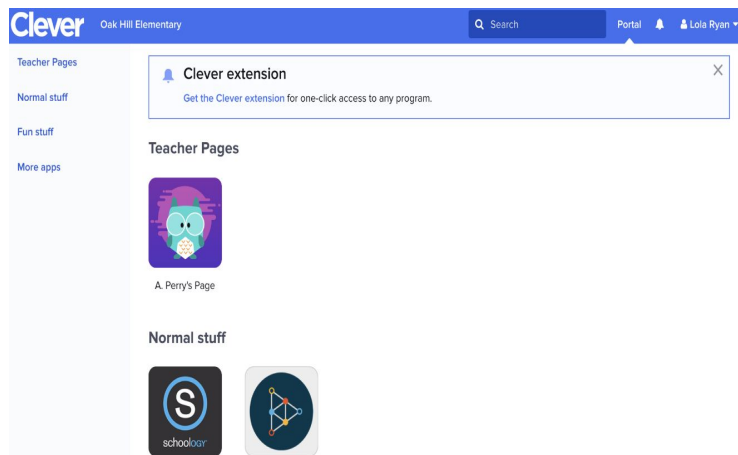 Clever Oak Hill Elementary Search Portal Lola Ryan
Teacher Pages
Normal stuff
Fun stuff
More apps
Clever extension
X
Get the Clever extension for one-click access to any program.
Teacher Pages
A. Perry's Page
Normal stuff
S
schoology